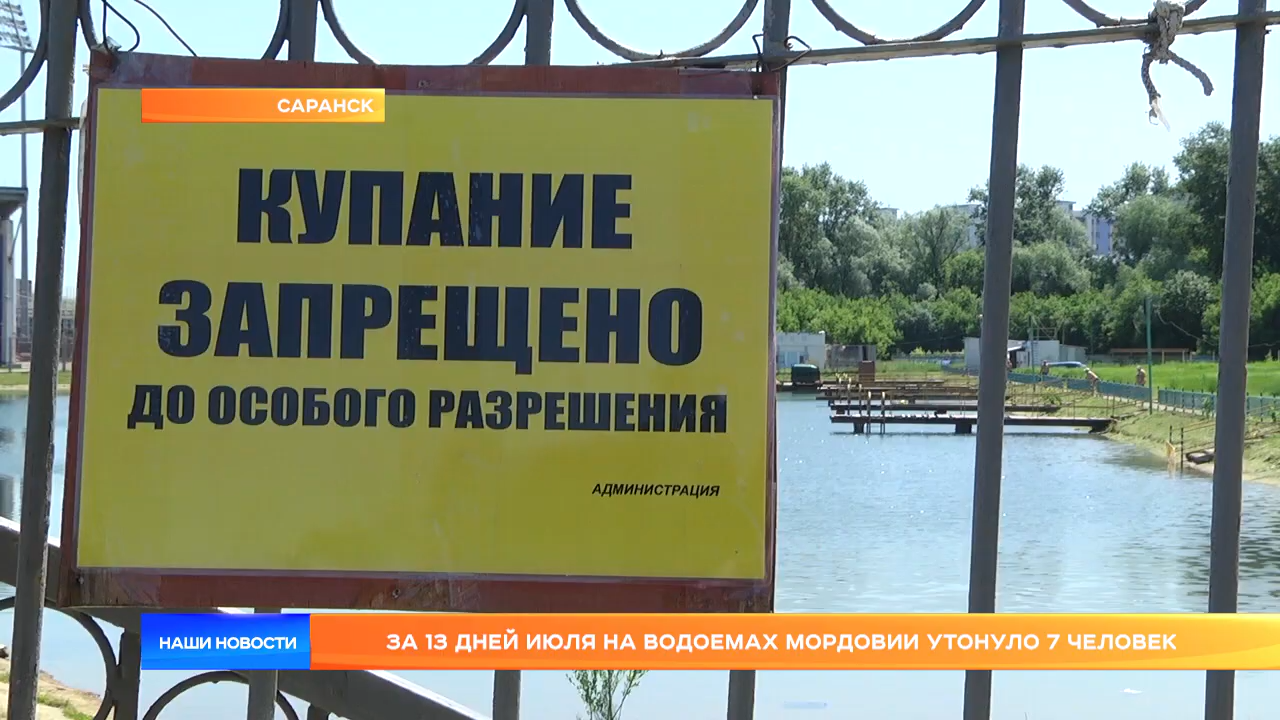 САРАНСК
КУПАНИЕ
ЗАПРЕЩЕНО
ДО ОСОБОГО РАЗРЕШЕНИЯ
АДМИНИСТРАЦИЯ
НАШИ НОВОСТИ
ЗА 13 ДНЕЙ ИЮЛЯ НА ВОДОЕМАХ МОРДОВИИ УТОНУЛО 7 ЧЕЛОВЕК